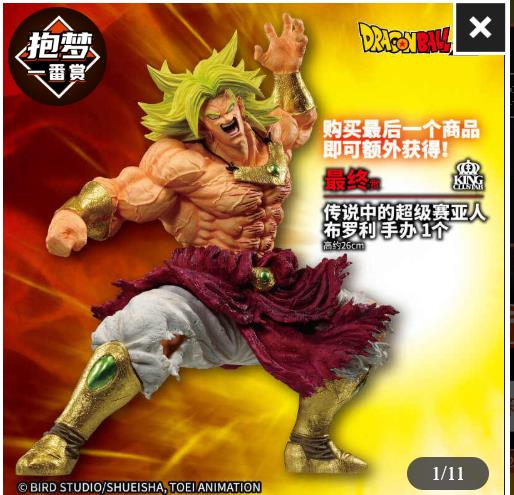 抱梦
一番赏
DRAGONBALL
购买最后一个商品
即可额外获得!
最终赏
KING
CLUSTAR
传说中的超级赛亚人
布罗利 手办 1个
高约26cm
© BIRD STUDIO/SHUEISHA, TOEI ANIMATION
1/11